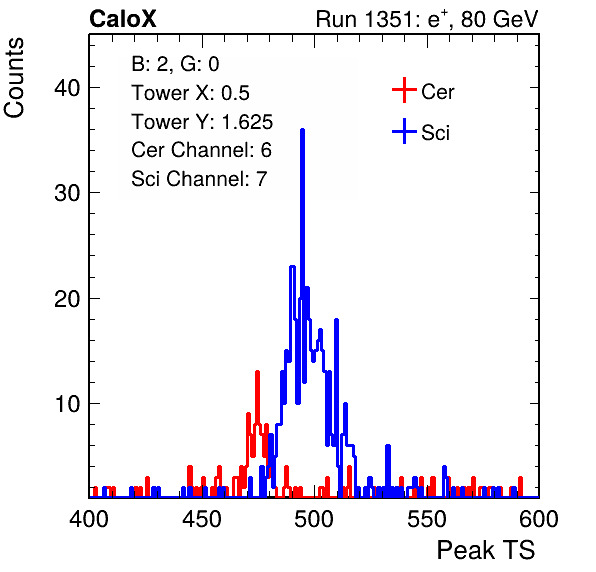 CaloX
Run 1351: e+, 80 GeV
Counts
B: 2, G: 0
Tower X: 0.5
Tower Y: 1.625
Cer Channel: 6
Sci Channel: 7
Cer
Sci
40
30
20
10
400 450 500 550 600
Peak TS